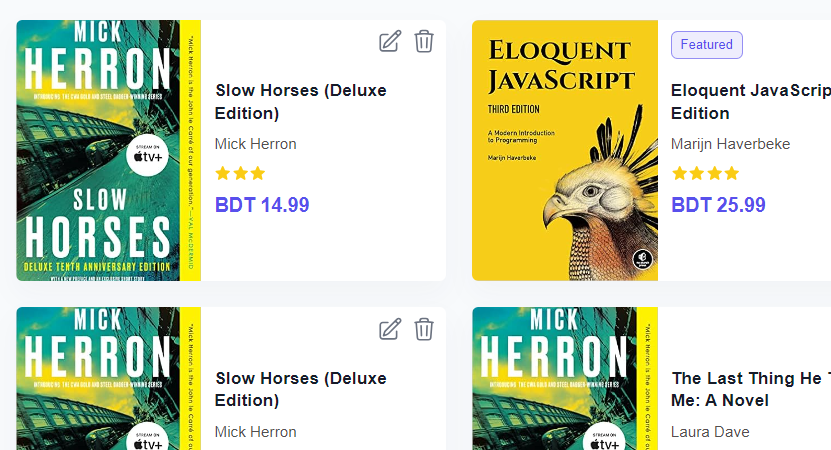 MICK
HERRON
INTRODUCING THE CWA GOLD AND STEEL DAGGER-WINNING SERIES
"Mick Herron is the John le Carré of our generation."—VAL McDERMID
STREAM ON
tv+
SLOW
HORSES
DELUXE TENTH ANNIVERSARY EDITION
Slow Horses (Deluxe
Edition)
Mick Herron
BDT 14.99
ELOQUENT
JAVASCRIPT
THIRD EDITION
A Modern Introduction
to Programming
Marijn Haverbeke
Featured
Eloquent JavaScrip
Edition
Marijn Haverbeke
BDT 25.99
MICK
HERRON
INTRODUCING THE CWA GOLD AND STEEL DAGGER-WINNING SERIES
"Mick Herron is the John le Carré of our
STREAM ON
tv+
Slow Horses (Deluxe
Edition)
Mick Herron
MICK
HERRON
INTRODUCING THE CWA GOLD AND STEEL DAGGER-WINNING SERIES
"Mick Herron is the John le Carré of our
STREAM ON
tv+
The Last Thing He T
Me: A Novel
Laura Dave